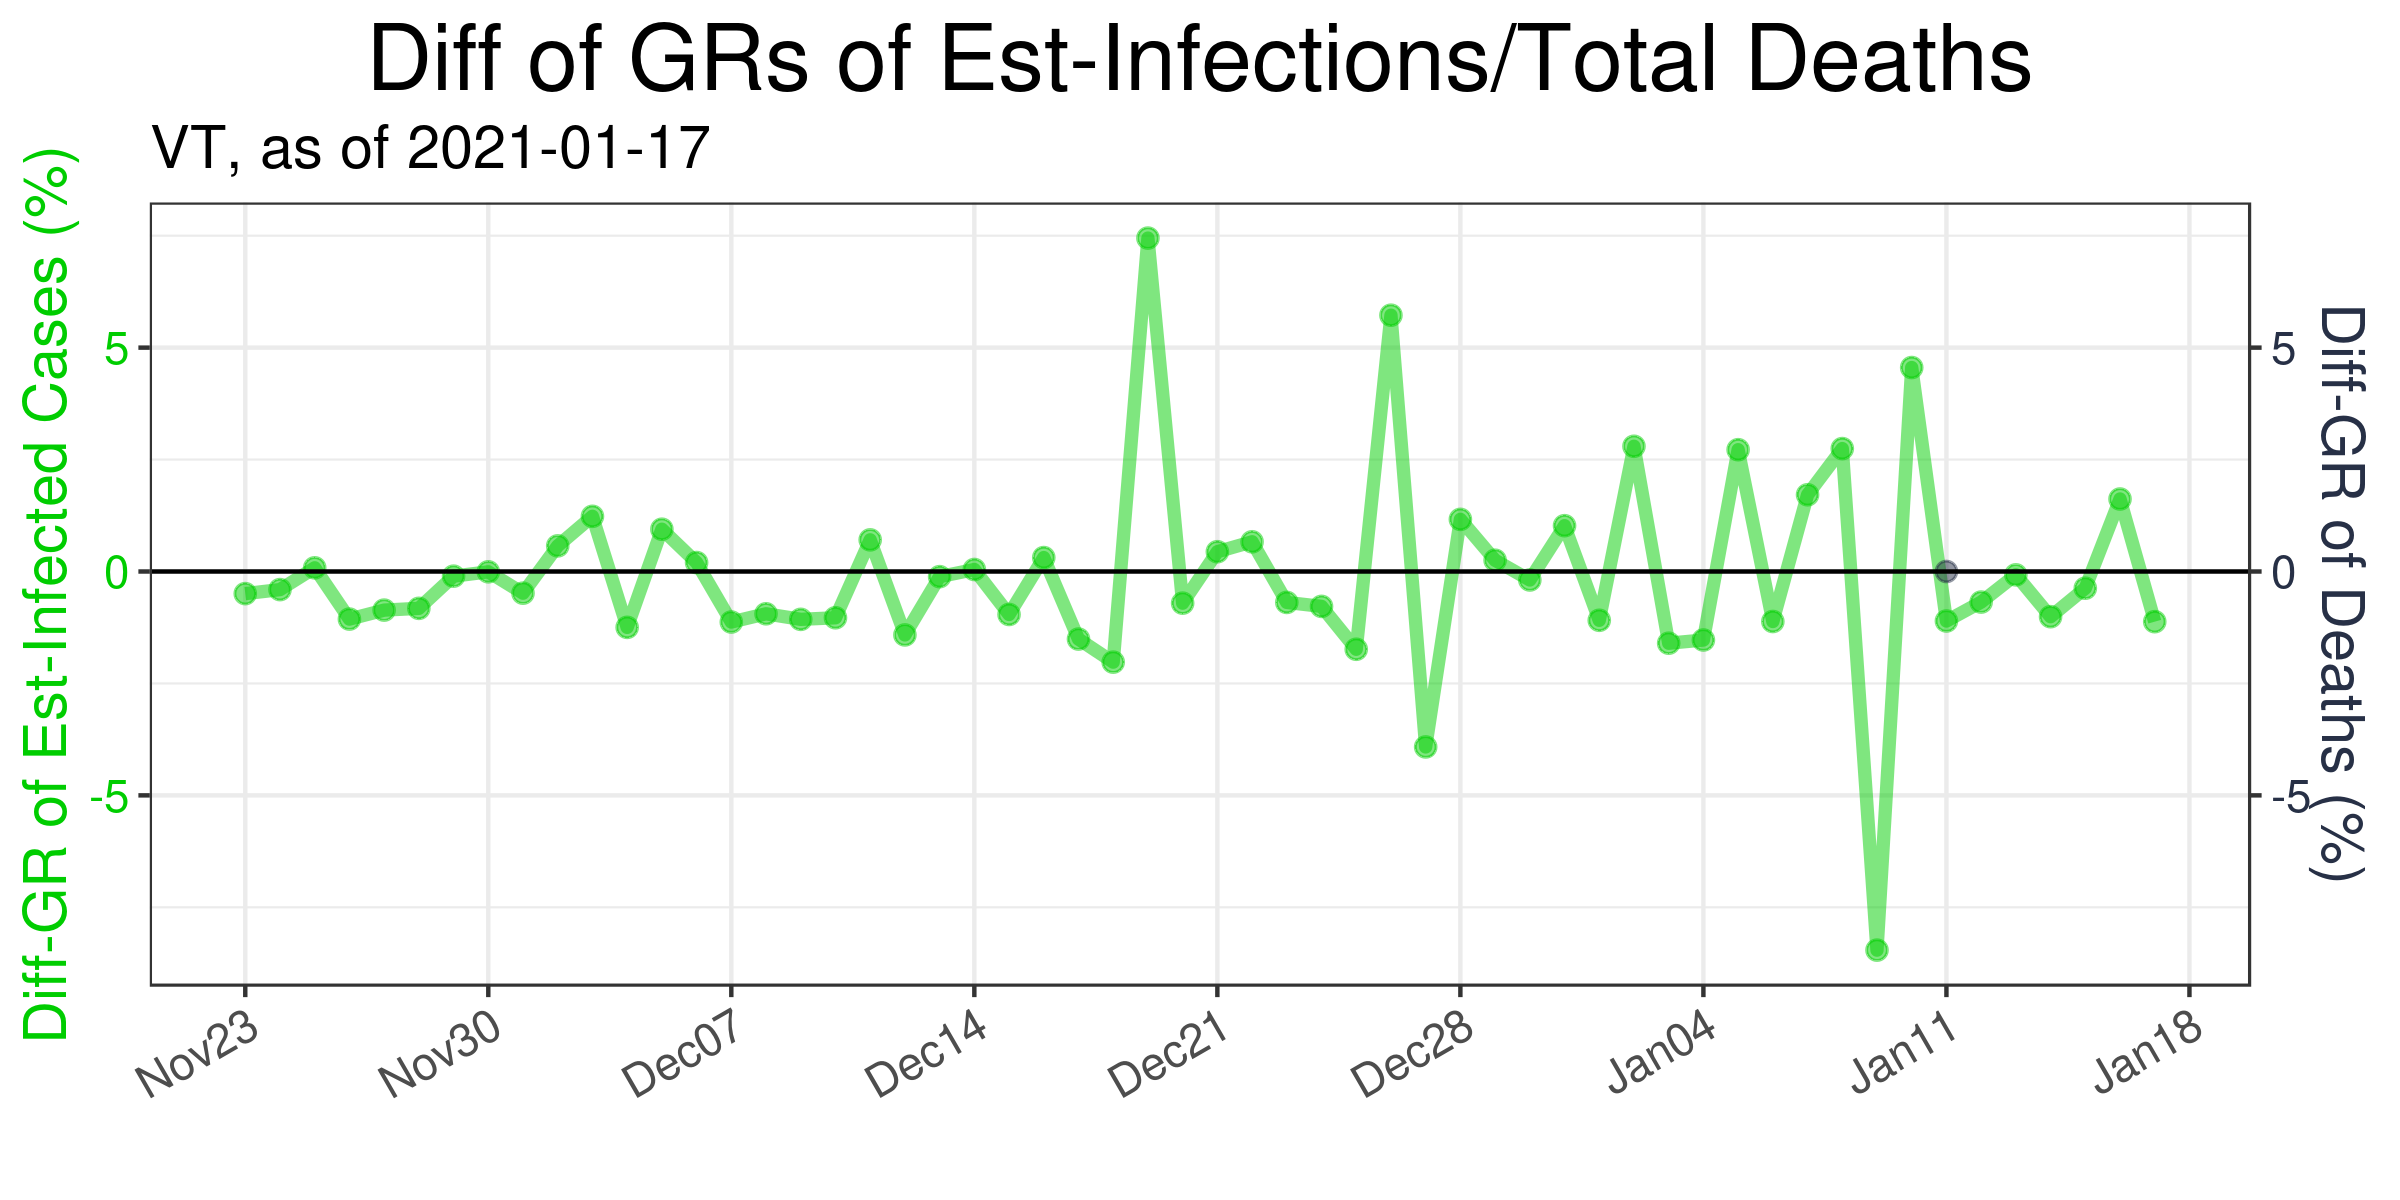 Diff of GRs of Est-Infections/Total Deaths
VT, as of 2021-01-17
Diff-GR of Est-Infected Cases (%)
5
0
-5
5
0
-5
Diff-GR of Deaths (%)
Nov23
Nov30
Dec07
Dec14
Dec21
Dec28
Jan04
Jan11
Jan18